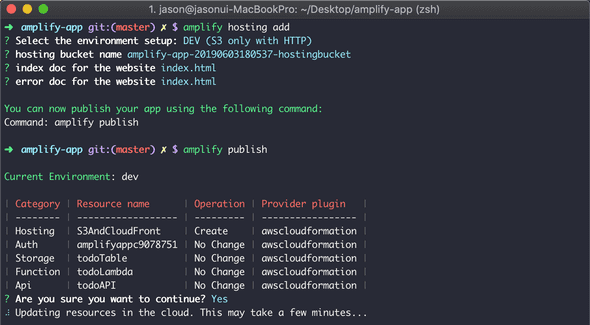 1. jason@jasonui-MacBookPro: ~/Desktop/amplify-app (zsh)
➜ amplify-app git:(master) ✗ $ amplify hosting add
? Select the environment setup: DEV (S3 only with HTTP)
? hosting bucket name amplify-app-20190603180537-hostingbucket
? index doc for the website index.html
? error doc for the website index.html
You can now publish your app using the following command:
Command: amplify publish
➜ amplify-app git:(master) ✗ $ amplify publish
Current Environment: dev
| Category | Resource name | Operation | Provider plugin |
| -------- | ------------------ | --------- | ----------------- |
| Hosting | S3AndCloudFront | Create | awscloudformation |
| Auth | amplifyappc9078751 | No Change | awscloudformation |
| Storage | todoTable | No Change | awscloudformation |
| Function | todoLambda | No Change | awscloudformation |
| Api | todoAPI | No Change | awscloudformation |
? Are you sure you want to continue? Yes
⠴ Updating resources in the cloud. This may take a few minutes...